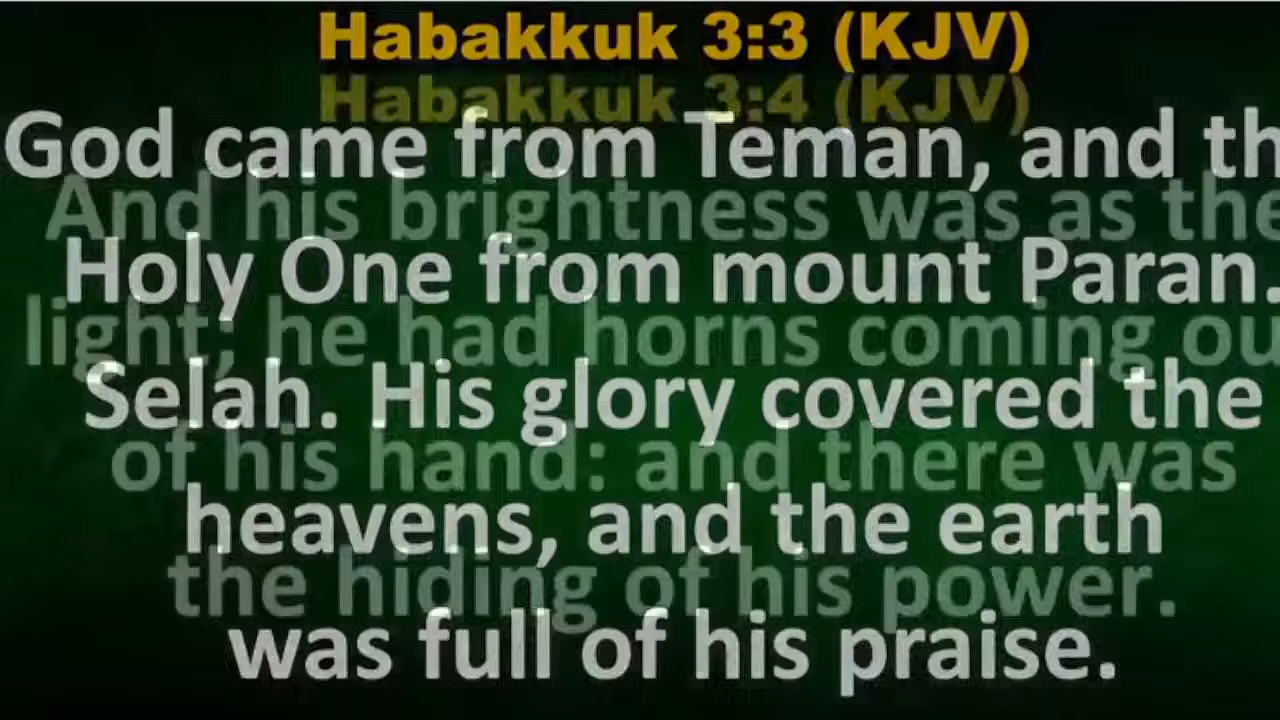 Habakkuk 3:3 (KJV)
Habakkuk 3:4 (KJV)
God came from Teman, and th
And his brightness was as the
Holy One from mount Paran.
light; he had horns coming ou
Selah. His glory covered the
of his hand: and there was
heavens, and the earth
the hiding of his power.
was full of his praise.